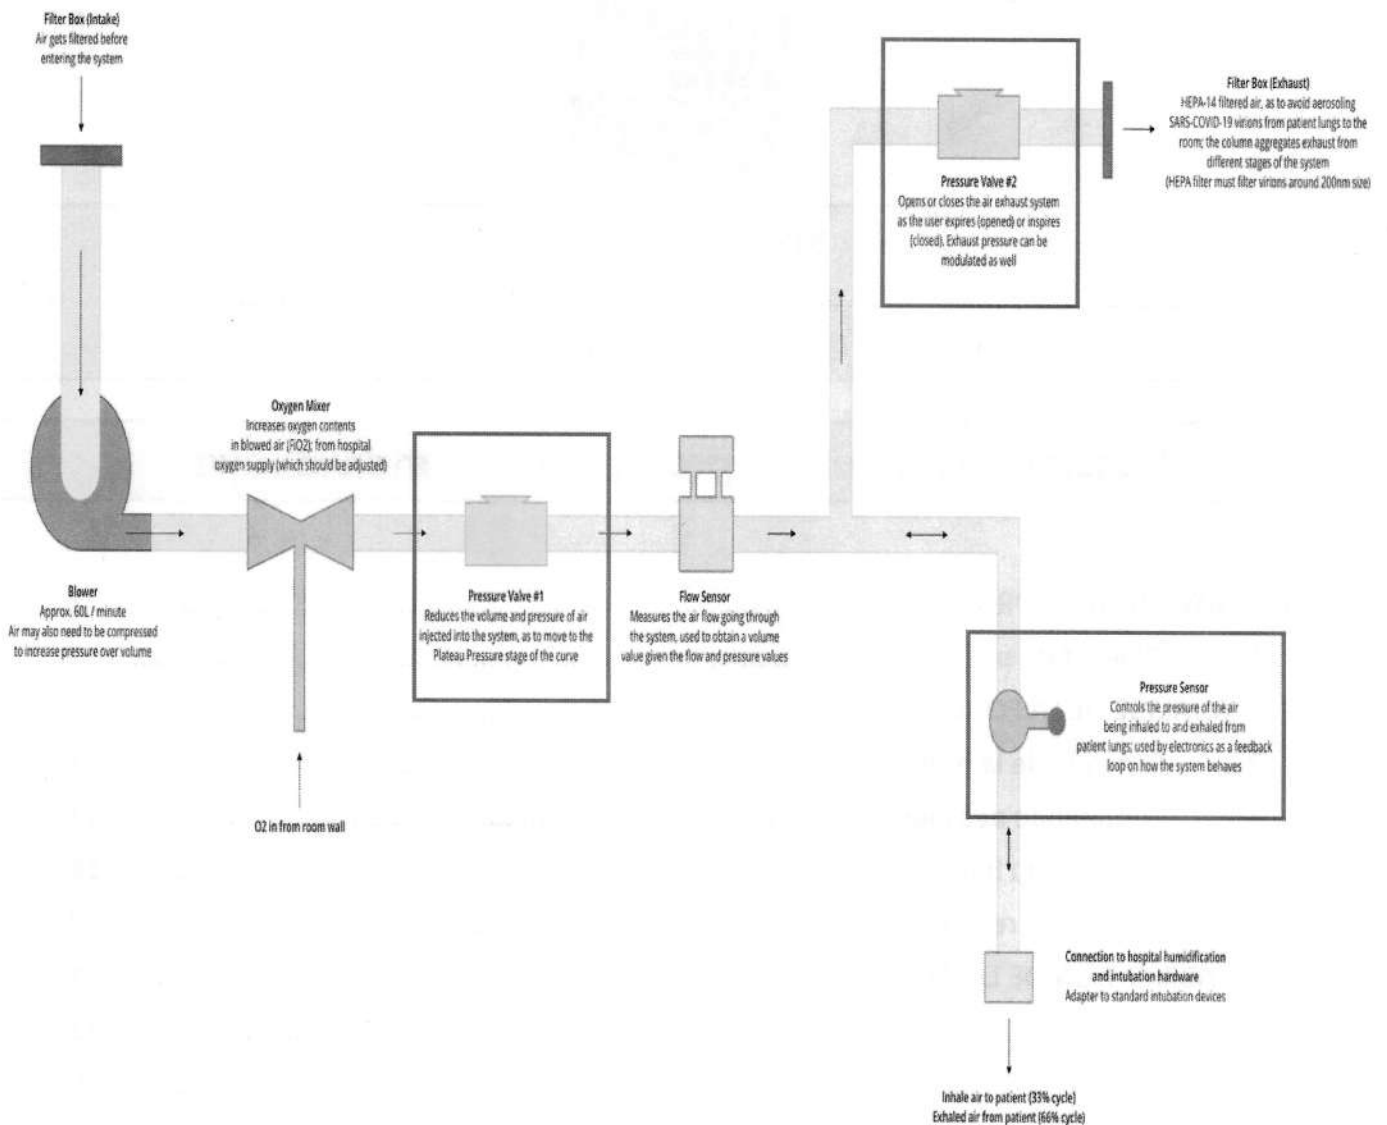 Filter Box (Intake)
Air gets filtered before
entering the system
Filter Box (Exhaust)
HEPA-14 filtered air, as to avoid aerosoling
SARS-COVID-19 virions from patient lungs to the
room; the column aggregates exhaust from
different stages of the system
(HEPA filter must filter virions around 200nm size)
Pressure Valve #2
Opens or closes the air exhaust system
as the user expires (opened) or inspires
(closed). Exhaust pressure can be
modulated as well
Oxygen Mixer
Increases oxygen contents
in blowed air (FiO2); from hospital
oxygen supply (which should be adjusted)
Blower
Approx. 60L / minute
Air may also need to be compressed
to increase pressure over volume
Pressure Valve #1
Reduces the volume and pressure of air
injected into the system, as to move to the
Plateau Pressure stage of the curve
Flow Sensor
Measures the air flow going through
the system, used to obtain a volume
value given the flow and pressure values
Pressure Sensor
Controls the pressure of the air
being inhaled to and exhaled from
patient lungs; used by electronics as a feedback
loop on how the system behaves
O2 in from room wall
Connection to hospital humidification
and intubation hardware
Adapter to standard intubation devices
Inhale air to patient (33% cycle)
Exhaled air from patient (66% cycle)